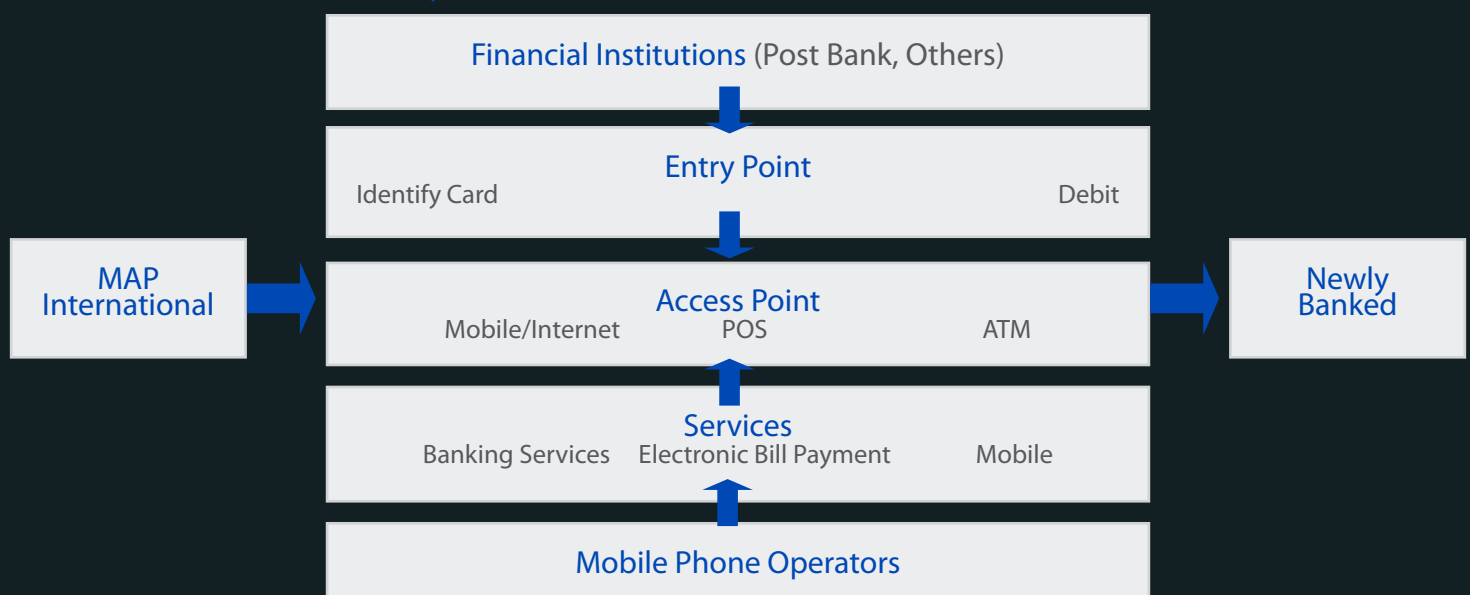 Financial Institutions (Post Bank, Others)
Entry Point
Identify Card Debit
MAP
International
Access Point
Mobile/Internet POS ATM
Newly
Banked
Services
Banking Services Electronic Bill Payment Mobile
Mobile Phone Operators